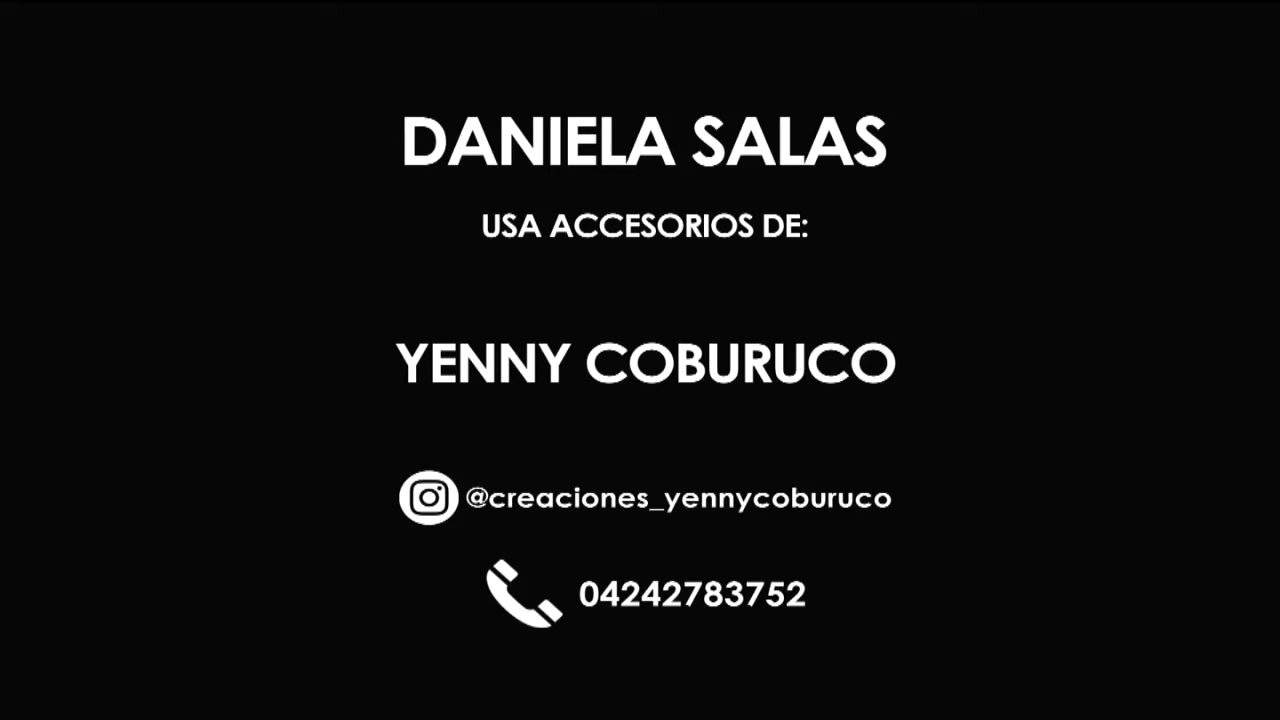 DANIELA SALAS
USA ACCESORIOS DE:
YENNY COBURUCO
@creaciones_yennycoburuco
04242783752